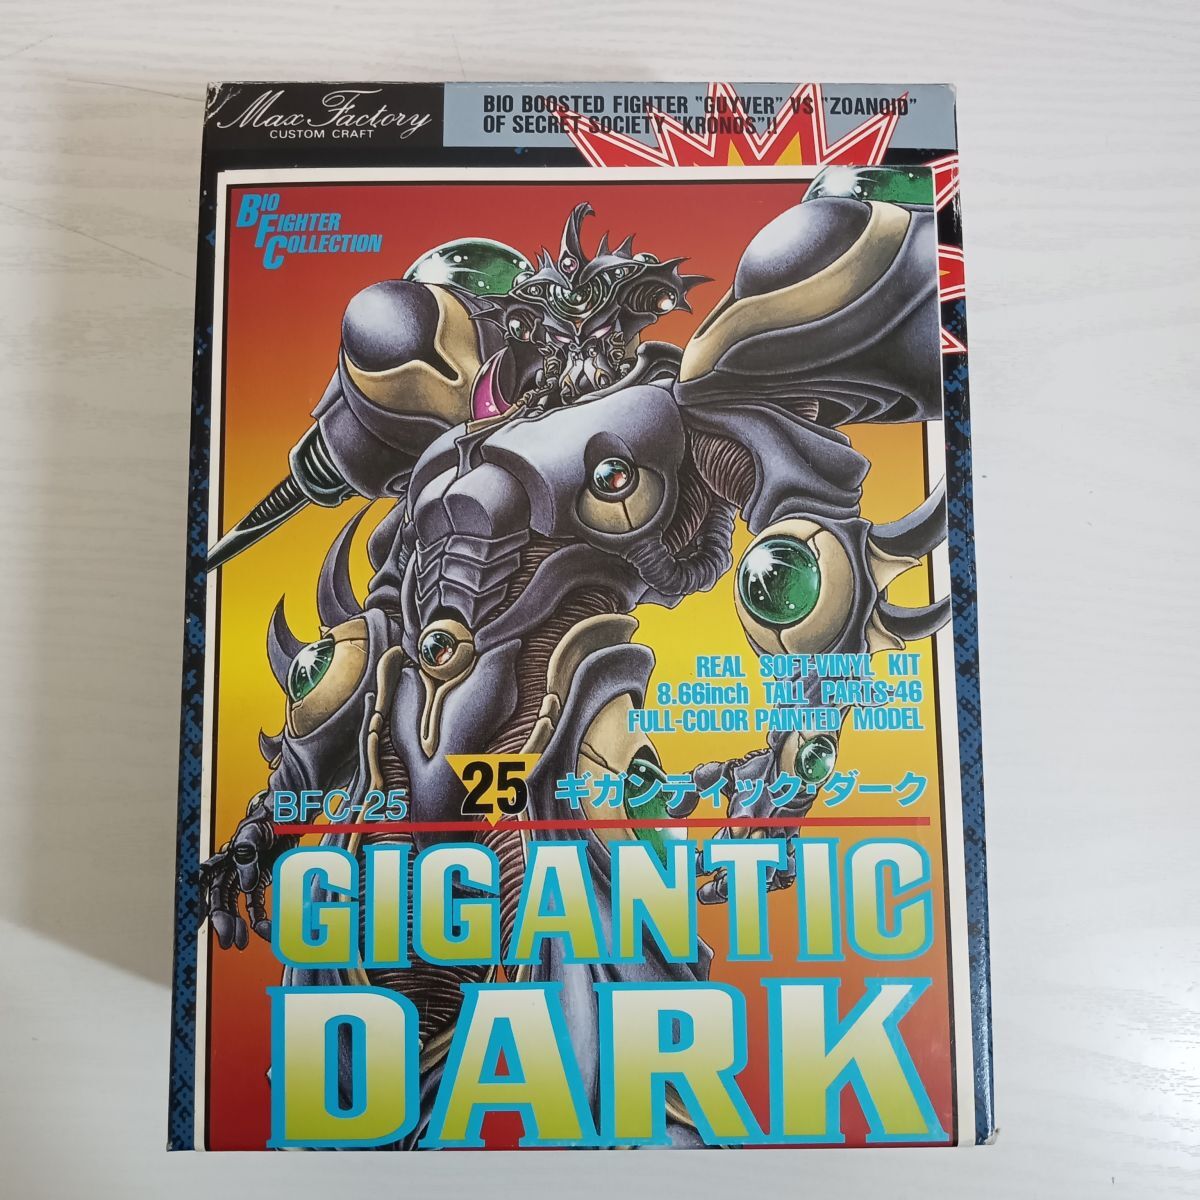 Max Factory
CUSTOM CRAFT
BIO BOOSTED FIGHTER "GUYVER" VS "ZOANOID"
OF SECRET SOCIETY "KRONOS"!!
BIO
FIGHTER
COLLECTION
REAL SOFT-VINYL KIT
8.66inch TALL PARTS:46
FULL-COLOR PAINTED MODEL
BFC-25 25 ギガンティック・ダーク
GIGANTIC
DARK